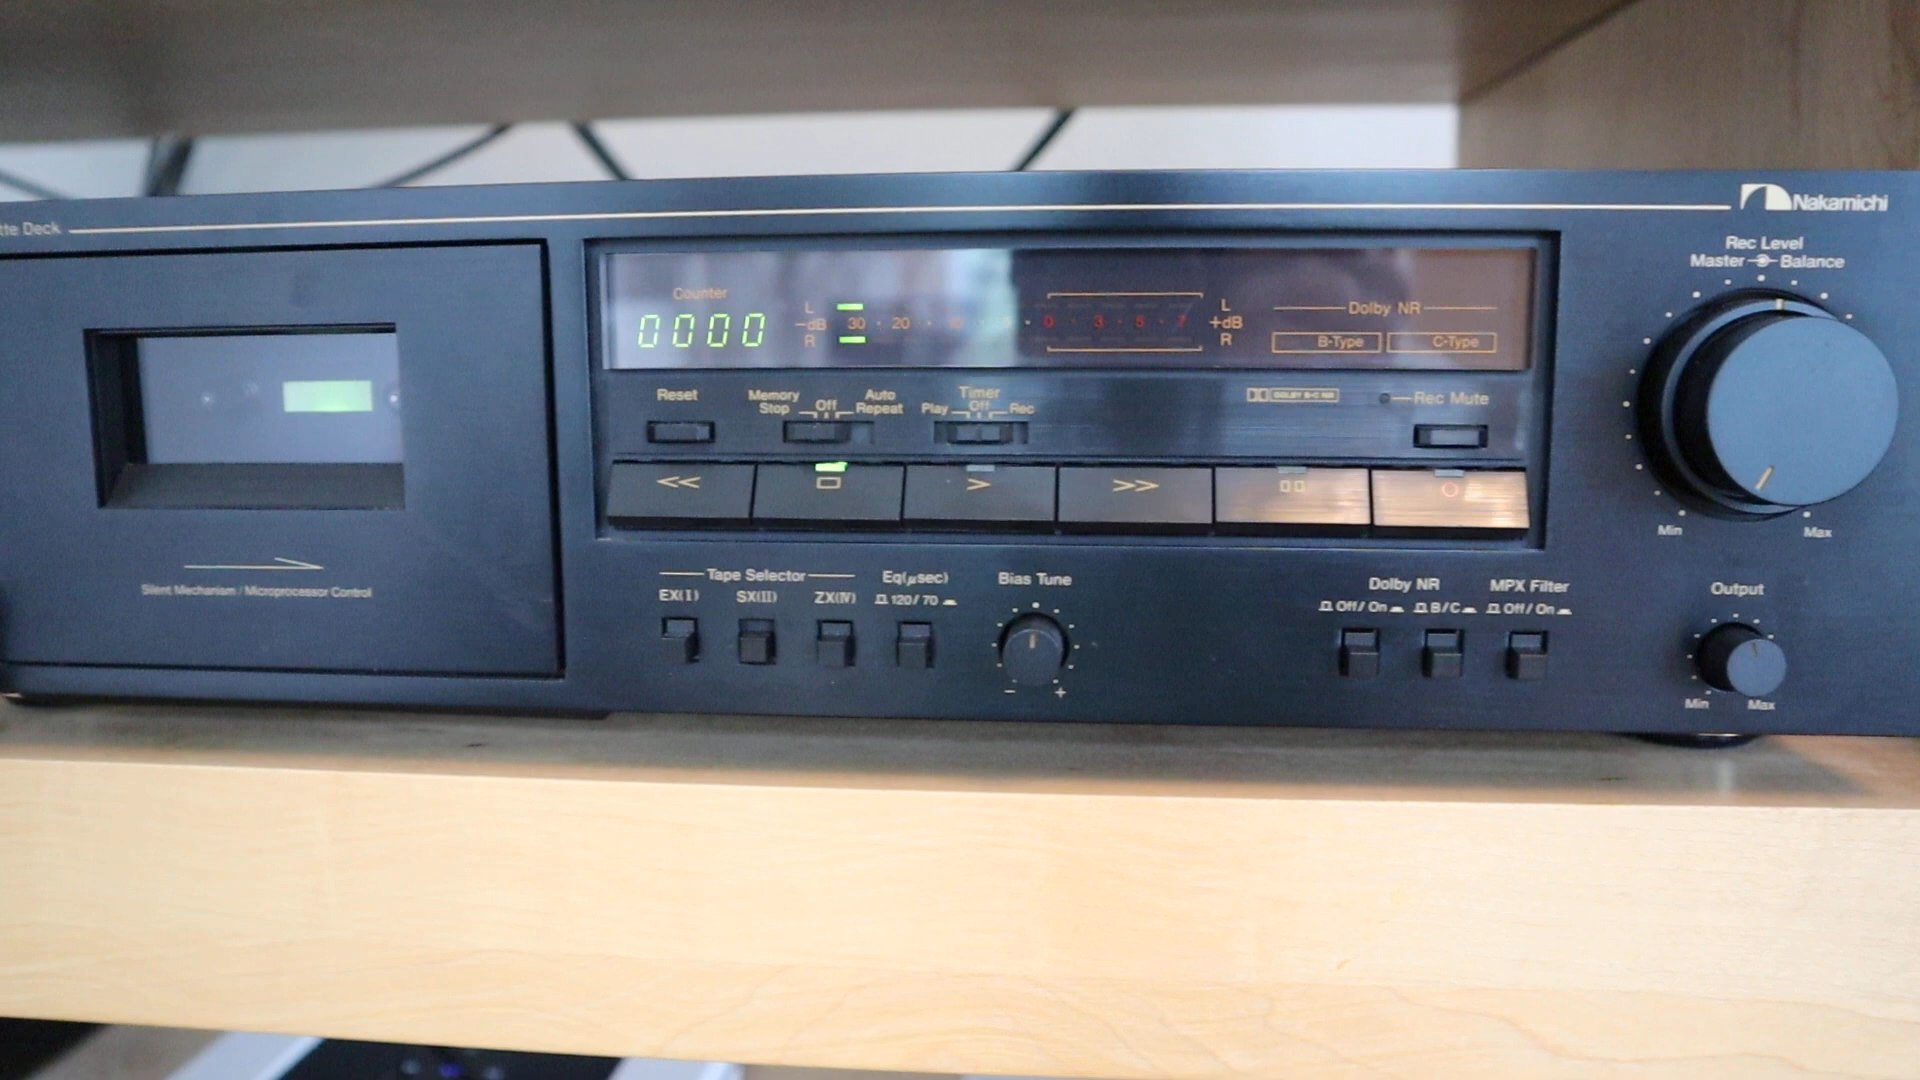 tte Deck
Nakamichi
Rec Level
Master Balance
Counter
0000
L
-dB 30 20 10 0 3 5 7 +dB
R
L
R
Dolby NR
B-Type C-Type
Reset
Memory Stop Off Auto Repeat
Timer
Play Off Rec
DOLBY B-C NR
Rec Mute
<< > >>
Min Max
Silent Mechanism / Microprocessor Control
Tape Selector
EX(I) SX(II) ZX(IV)
Eq(μsec)
120/70
Bias Tune
- +
Dolby NR
Off/On B/C
MPX Filter
Off/On
Output
Min Max